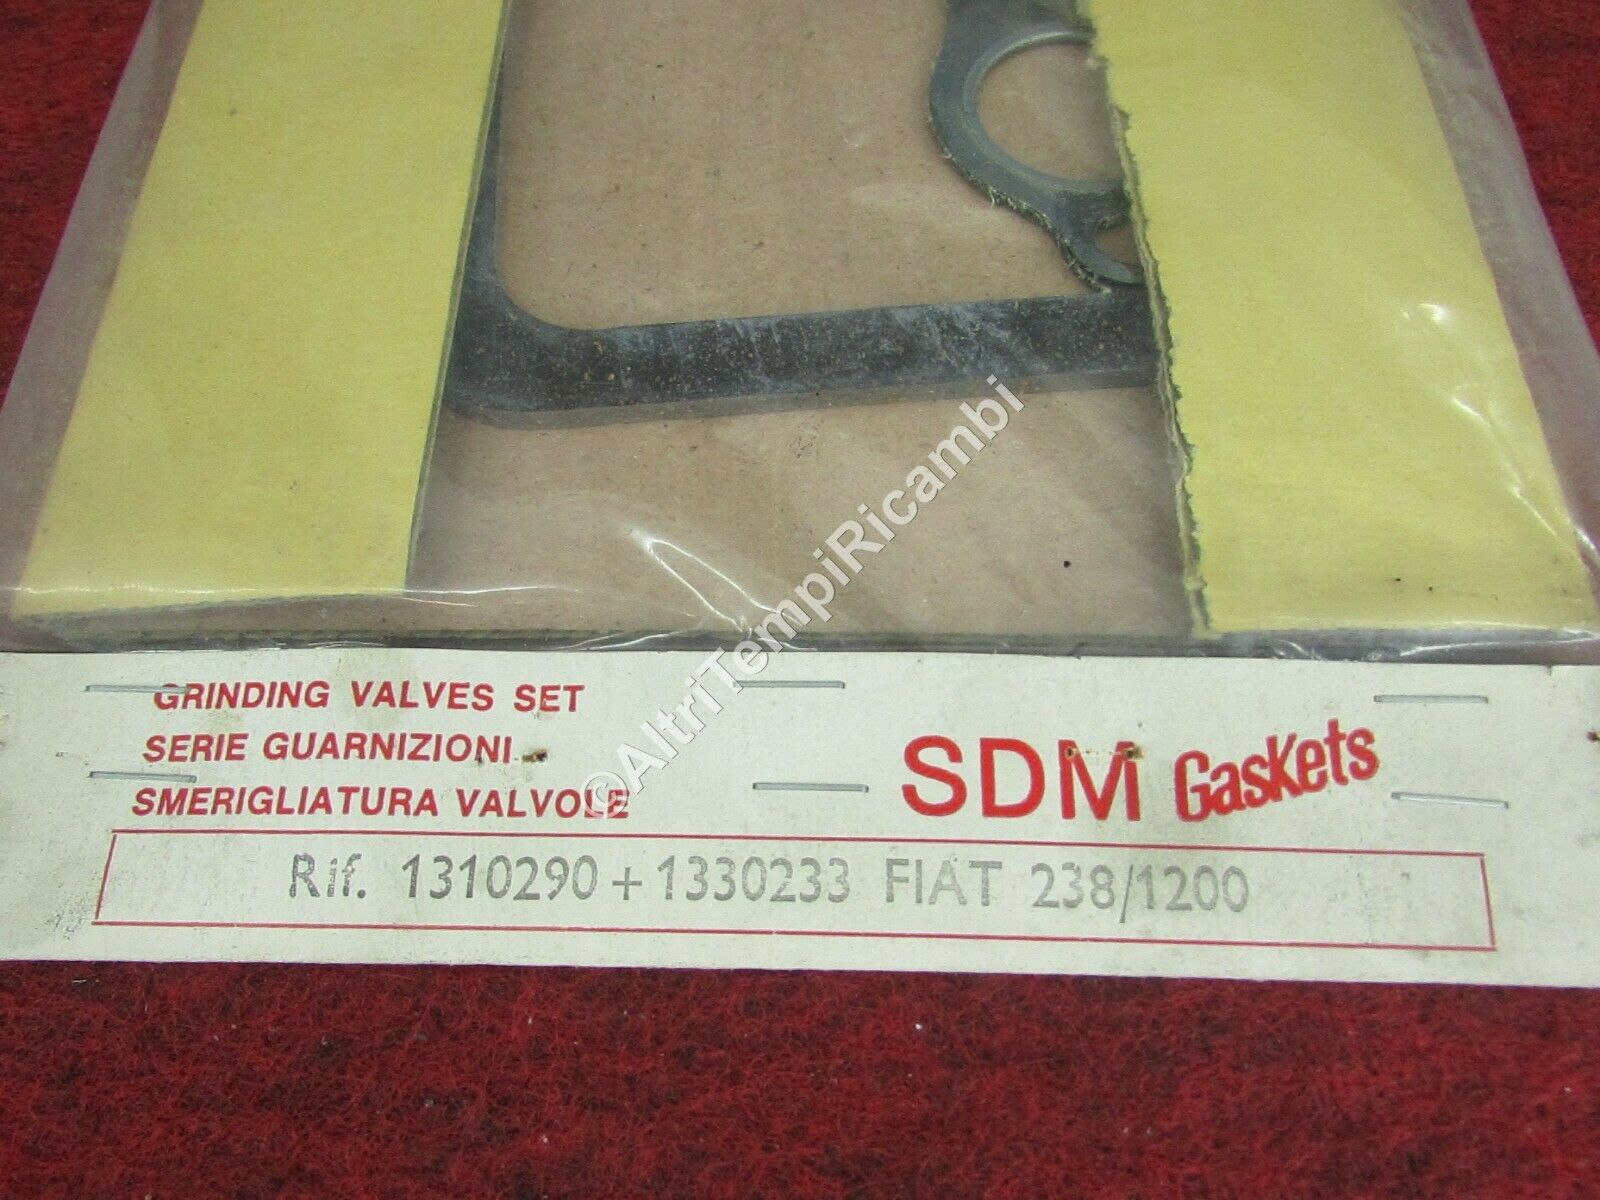 ©AltriTempiRicambi
GRINDING VALVES SET
SERIE GUARNIZIONI
SMERIGLIATURA VALVOLE
SDM Gaskets
Rif. 1310290 + 1330233 FIAT 238/1200